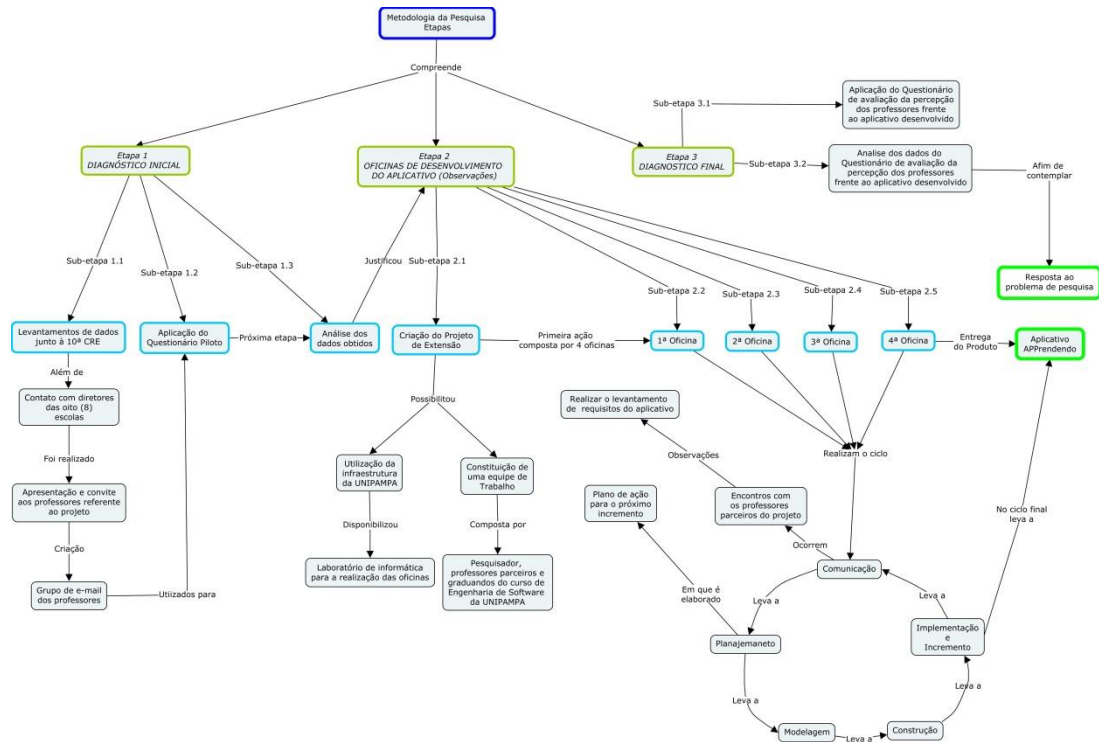 Metodologia da Pesquisa
Etapas
Compreende
Etapa 1
DIAGNÓSTICO INICIAL
Etapa 2
OFICINAS DE DESENVOLVIMENTO
DO APLICATIVO (Observações)
Etapa 3
DIAGNOSTICO FINAL
Sub-etapa 3.1
Aplicação do Questionário
de avaliação da percepção
dos professores frente
ao aplicativo desenvolvido
Sub-etapa 3.2
Analise dos dados do
Questionário de avaliação da
percepção dos professores
frente ao aplicativo desenvolvido
Afim de
contemplar
Resposta ao
problema de pesquisa
Sub-etapa 1.1
Sub-etapa 1.2
Sub-etapa 1.3
Justificou
Sub-etapa 2.1
Sub-etapa 2.2
Sub-etapa 2.3
Sub-etapa 2.4
Sub-etapa 2.5
Levantamentos de dados
junto à 10ª CRE
Aplicação do
Questionário Piloto
Próxima etapa
Análise dos
dados obtidos
Criação do Projeto
de Extensão
Primeira ação
composta por 4 oficinas
1ª Oficina
2ª Oficina
3ª Oficina
4ª Oficina
Entrega
do Produto
Aplicativo
APPrendendo
Além de
Contato com diretores
das oito (8)
escolas
Foi realizado
Apresentação e convite
aos professores referente
ao projeto
Criação
Grupo de e-mail
dos professores
Utiizados para
Possibilitou
Utilização da
infraestrutura
da UNIPAMPA
Disponibilizou
Laboratório de informática
para a realização das oficinas
Constituição de
uma equipe de
Trabalho
Composta por
Pesquisador,
professores parceiros e
graduandos do curso de
Engenharia de Software
da UNIPAMPA
Realizar o levantamento
de requisitos do aplicativo
Observações
Encontros com
os professores
parceiros do projeto
Ocorrem
Realizam o ciclo
Comunicação
Plano de ação
para o próximo
incremento
Em que é
elaborado
Leva a
Planajemaneto
Leva a
Modelagem
Leva a
Construção
Leva a
Implementação
e
Incremento
Leva a
No ciclo final
leva a